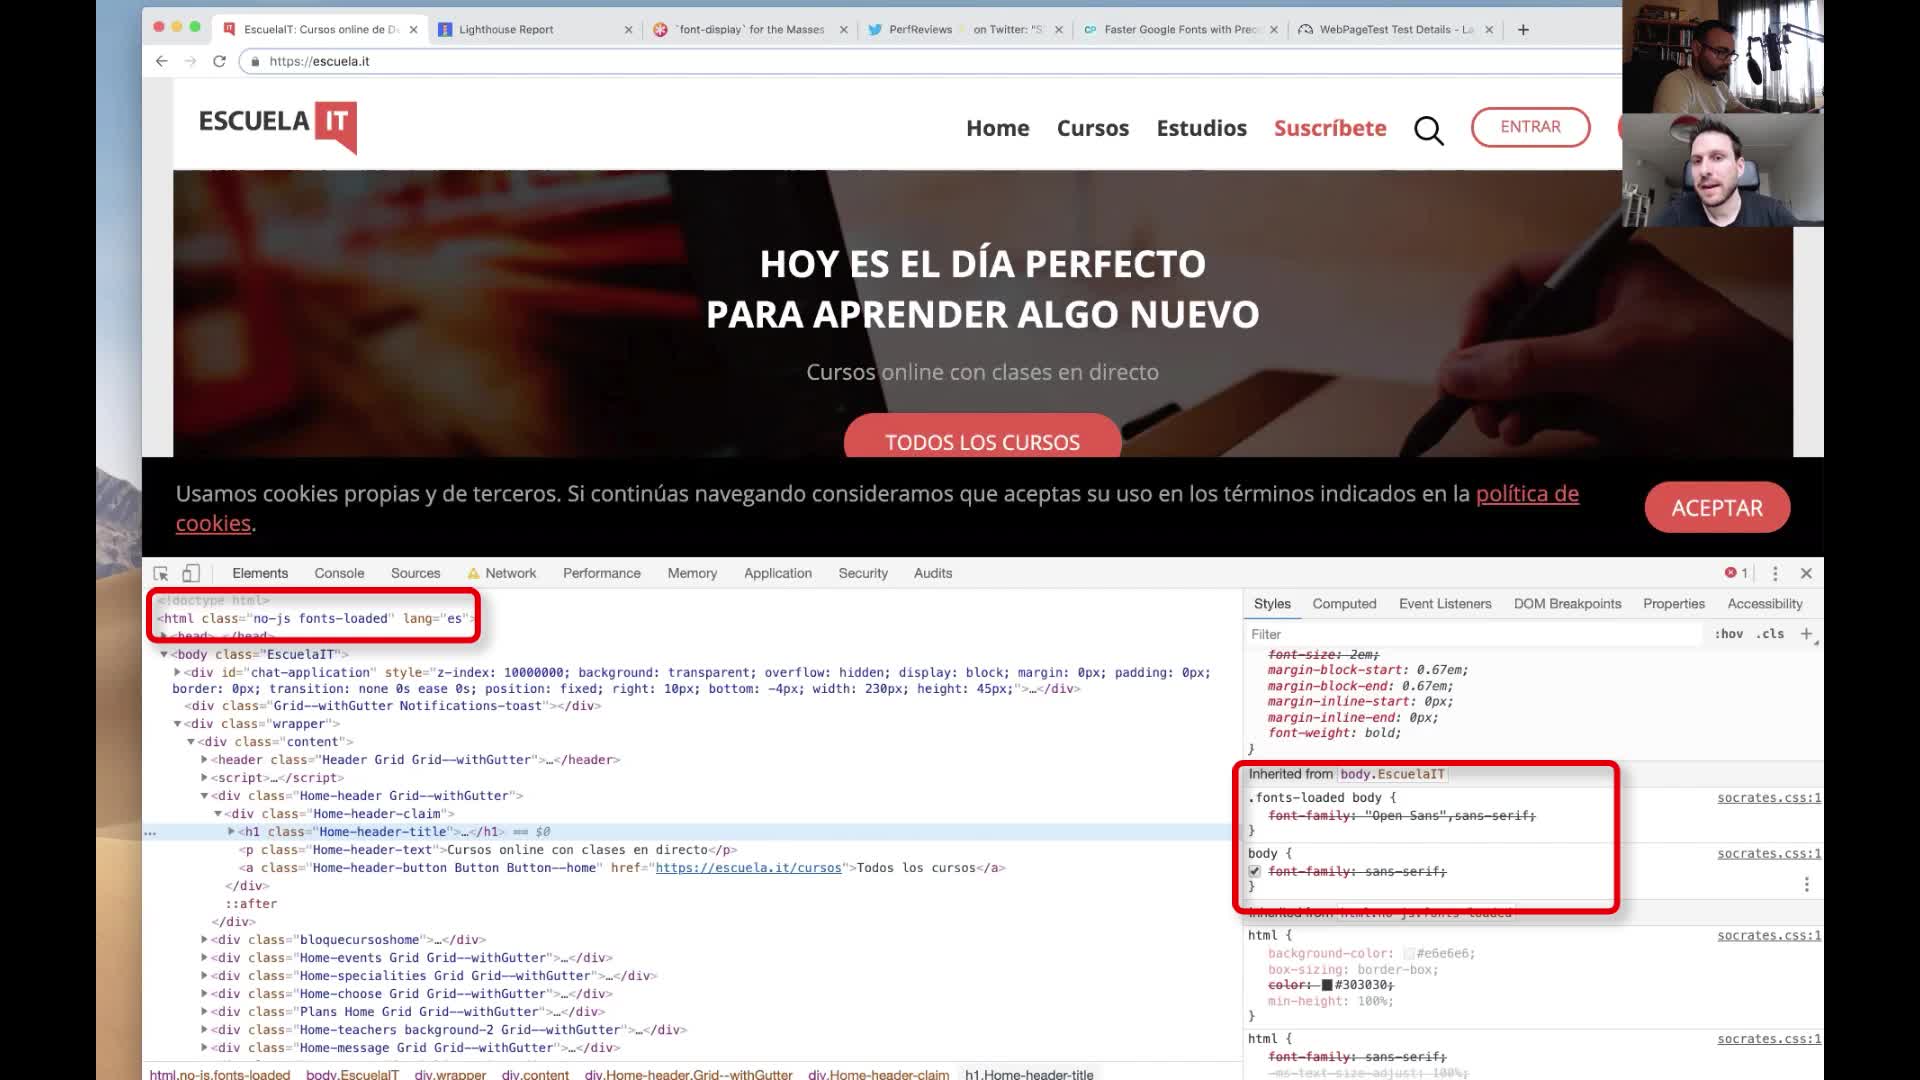 EscuelaIT: Cursos online de D
Lighthouse Report
`font-display` for the Masses
PerfReviews on Twitter: "S
Faster Google Fonts with Prec
WebPageTest Test Details - La
https://escuela.it
ESCUELA IT
Home Cursos Estudios Suscríbete ENTRAR
HOY ES EL DÍA PERFECTO
PARA APRENDER ALGO NUEVO
Cursos online con clases en directo
TODOS LOS CURSOS
Usamos cookies propias y de terceros. Si continúas navegando consideramos que aceptas su uso en los términos indicados en la política de
cookies.
ACEPTAR
Elements Console Sources Network Performance Memory Application Security Audits 1
<!doctype html>
<html class="no-js fonts-loaded" lang="es">
<head>…</head>
<body class="EscuelaIT">
<div id="chat-application" style="z-index: 10000000; background: transparent; overflow: hidden; display: block; margin: 0px; padding: 0px;
border: 0px; transition: none 0s ease 0s; position: fixed; right: 10px; bottom: -4px; width: 230px; height: 45px;">…</div>
<div class="Grid--withGutter Notifications-toast"></div>
<div class="wrapper">
<div class="content">
<header class="Header Grid Grid--withGutter">…</header>
<script>…</script>
<div class="Home-header Grid--withGutter">
<div class="Home-header-claim">
… <h1 class="Home-header-title">…</h1> == $0
<p class="Home-header-text">Cursos online con clases en directo</p>
<a class="Home-header-button Button Button--home" href="https://escuela.it/cursos">Todos los cursos</a>
</div>
::after
</div>
<div class="bloquecursoshome">…</div>
<div class="Home-events Grid Grid--withGutter">…</div>
<div class="Home-specialities Grid Grid--withGutter">…</div>
<div class="Home-choose Grid Grid--withGutter">…</div>
<div class="Plans Home Grid Grid--withGutter">…</div>
<div class="Home-teachers background-2 Grid--withGutter">…</div>
<div class="Home-message Grid Grid--withGutter">…</div>
html.no-js.fonts-loaded body.EscuelaIT div.wrapper div.content div.Home-header.Grid--withGutter div.Home-header-claim h1.Home-header-title
Styles Computed Event Listeners DOM Breakpoints Properties Accessibility
Filter :hov .cls +
font-size: 2em;
margin-block-start: 0.67em;
margin-block-end: 0.67em;
margin-inline-start: 0px;
margin-inline-end: 0px;
font-weight: bold;
}
Inherited from body.EscuelaIT
.fonts-loaded body { socrates.css:1
font-family: "Open Sans",sans-serif;
}
body { socrates.css:1
font-family: sans-serif;
}
Inherited from html.no-js.fonts-loaded
html { socrates.css:1
background-color: #e6e6e6;
box-sizing: border-box;
color: #303030;
min-height: 100%;
}
html { socrates.css:1
font-family: sans-serif;
-ms-text-size-adjust: 100%;